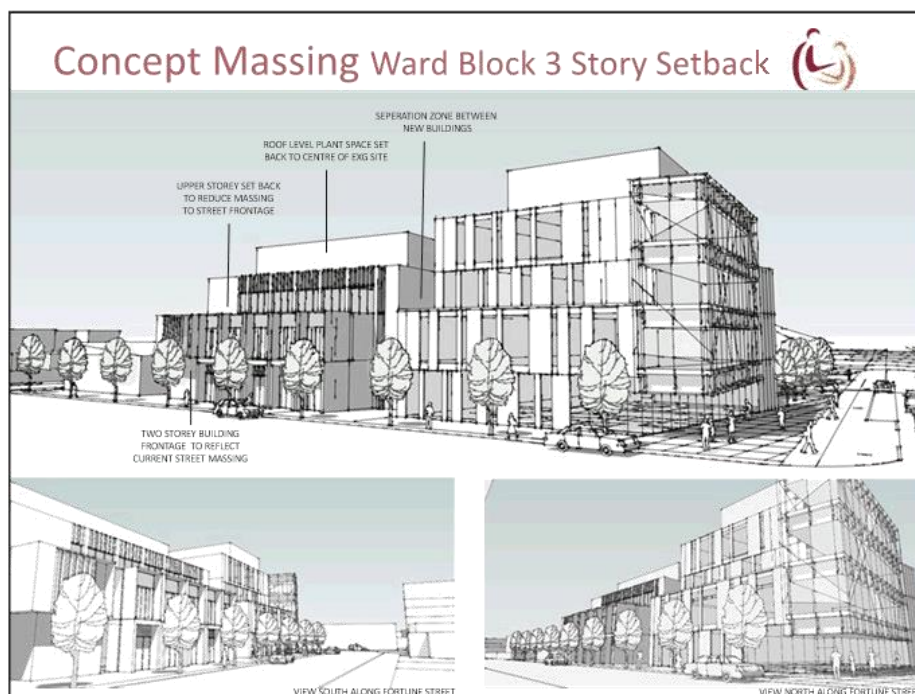 Concept Massing Ward Block 3 Story Setback
SEPERATION ZONE BETWEEN
NEW BUILDINGS
ROOF LEVEL PLANT SPACE SET
BACK TO CENTRE OF EXG SITE
UPPER STOREY SET BACK
TO REDUCE MASSING
TO STREET FRONTAGE
TWO STOREY BUILDING
FRONTAGE TO REFLECT
CURRENT STREET MASSING
VIEW SOUTH ALONG FORTUNE STREET
VIEW NORTH ALONG FORTUNE STREET